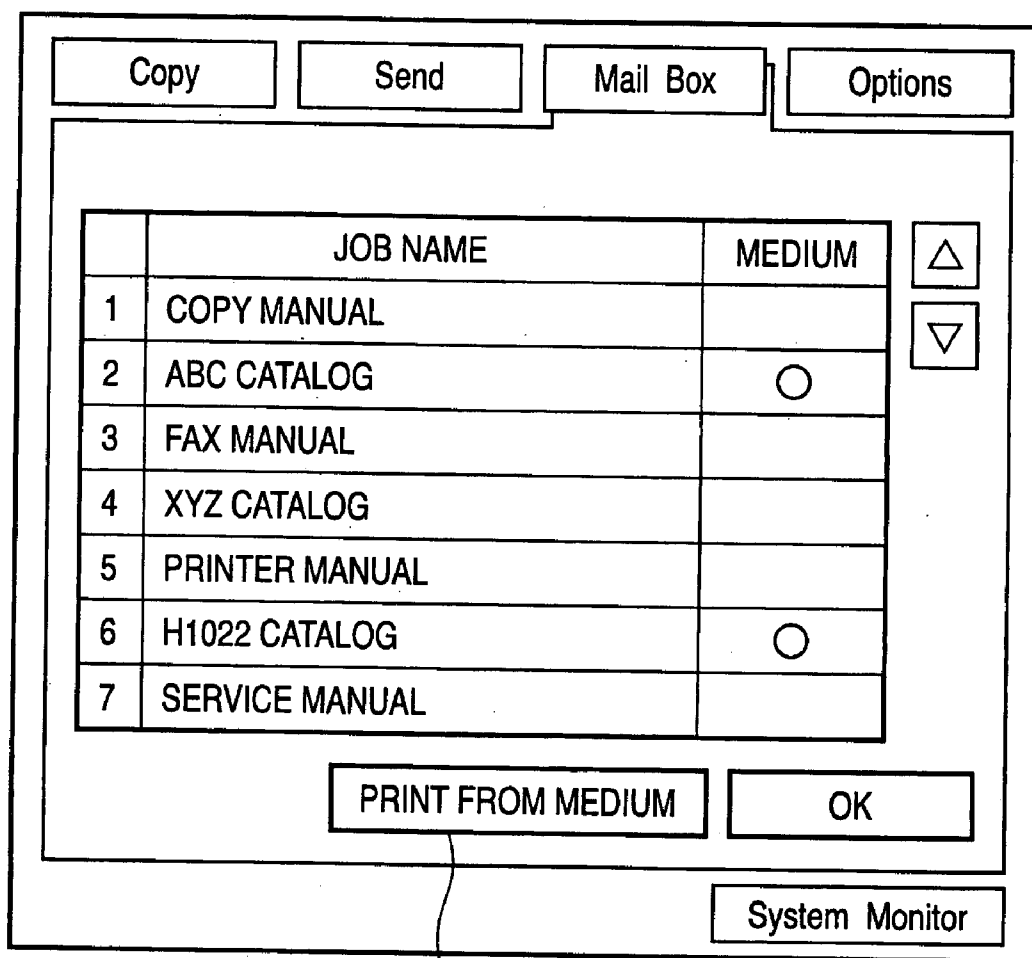 Copy Send Mail Box Options
JOB NAME MEDIUM
1 COPY MANUAL
2 ABC CATALOG
3 FAX MANUAL
4 XYZ CATALOG
5 PRINTER MANUAL
6 H1022 CATALOG
7 SERVICE MANUAL
PRINT FROM MEDIUM OK
System Monitor